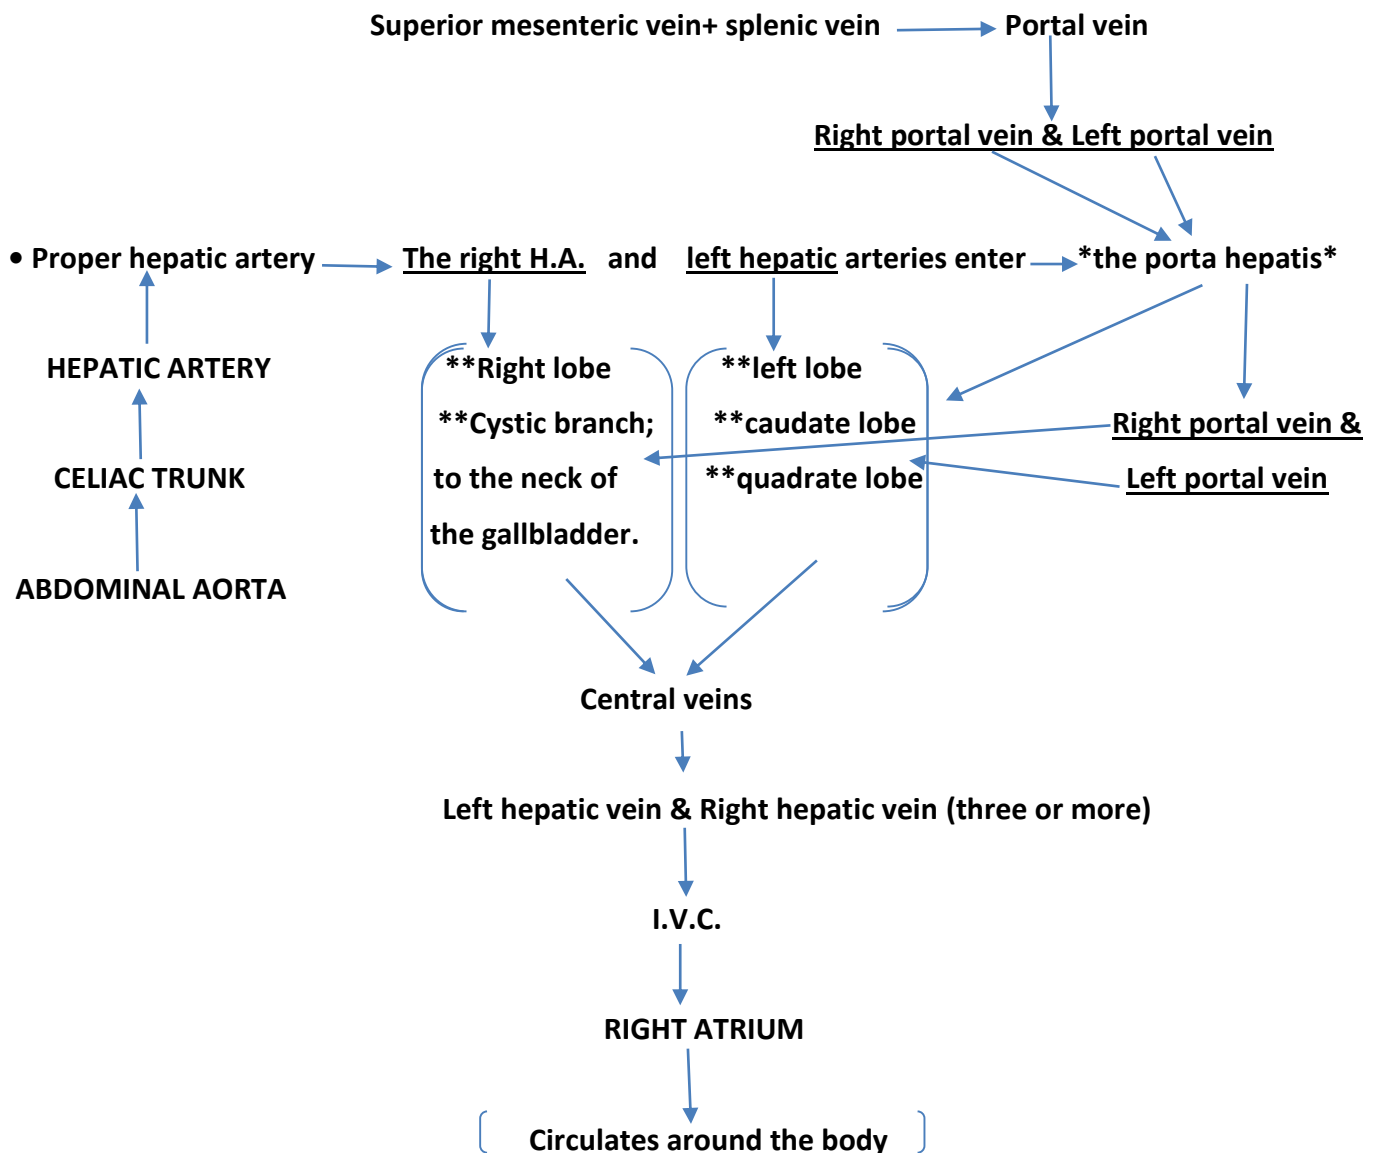 Superior mesenteric vein+ splenic vein Portal vein
Right portal vein & Left portal vein
• Proper hepatic artery The right H.A. and left hepatic arteries enter *the porta hepatis*
HEPATIC ARTERY **Right lobe **left lobe
**Cystic branch; **caudate lobe Right portal vein &
CELIAC TRUNK to the neck of **quadrate lobe Left portal vein
the gallbladder.
ABDOMINAL AORTA
Central veins
Left hepatic vein & Right hepatic vein (three or more)
I.V.C.
RIGHT ATRIUM
Circulates around the body